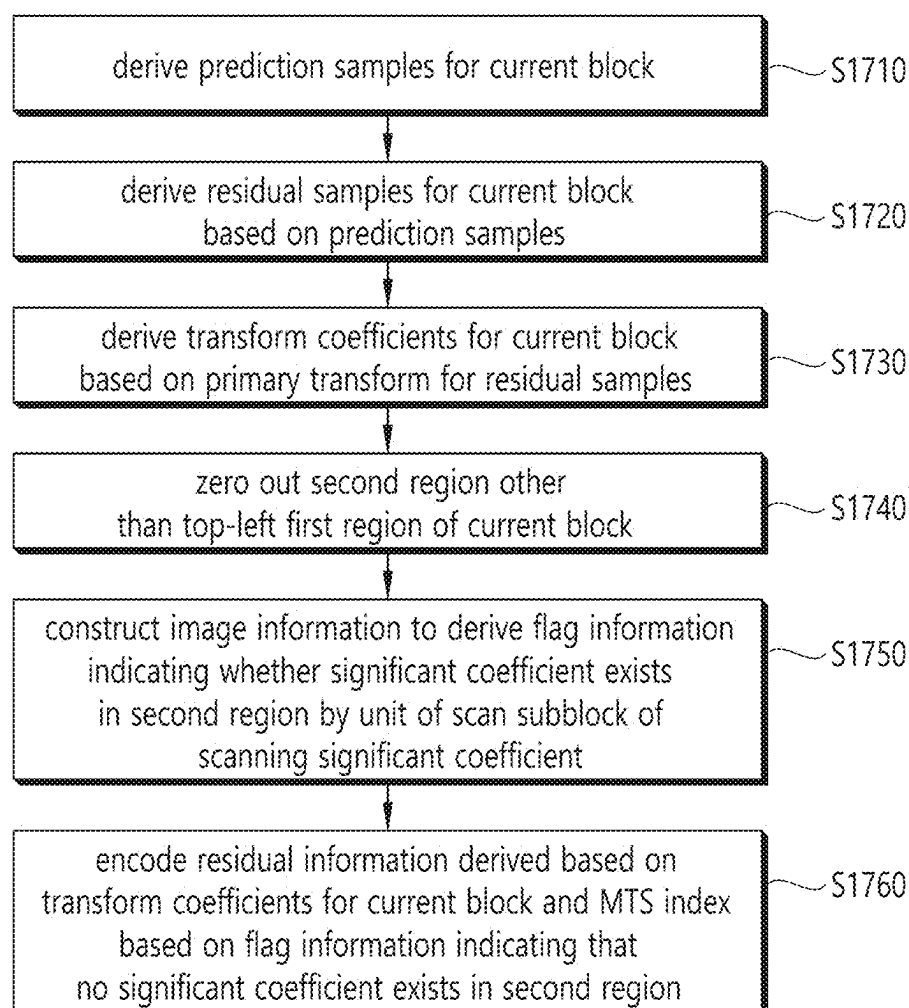 derive prediction samples for current block
S1710
derive residual samples for current block
based on prediction samples
S1720
derive transform coefficients for current block
based on primary transform for residual samples
S1730
zero out second region other
than top-left first region of current block
S1740
construct image information to derive flag information
indicating whether significant coefficient exists
in second region by unit of scan subblock of
scanning significant coefficient
S1750
encode residual information derived based on
transform coefficients for current block and MTS index
based on flag information indicating that
no significant coefficient exists in second region
S1760